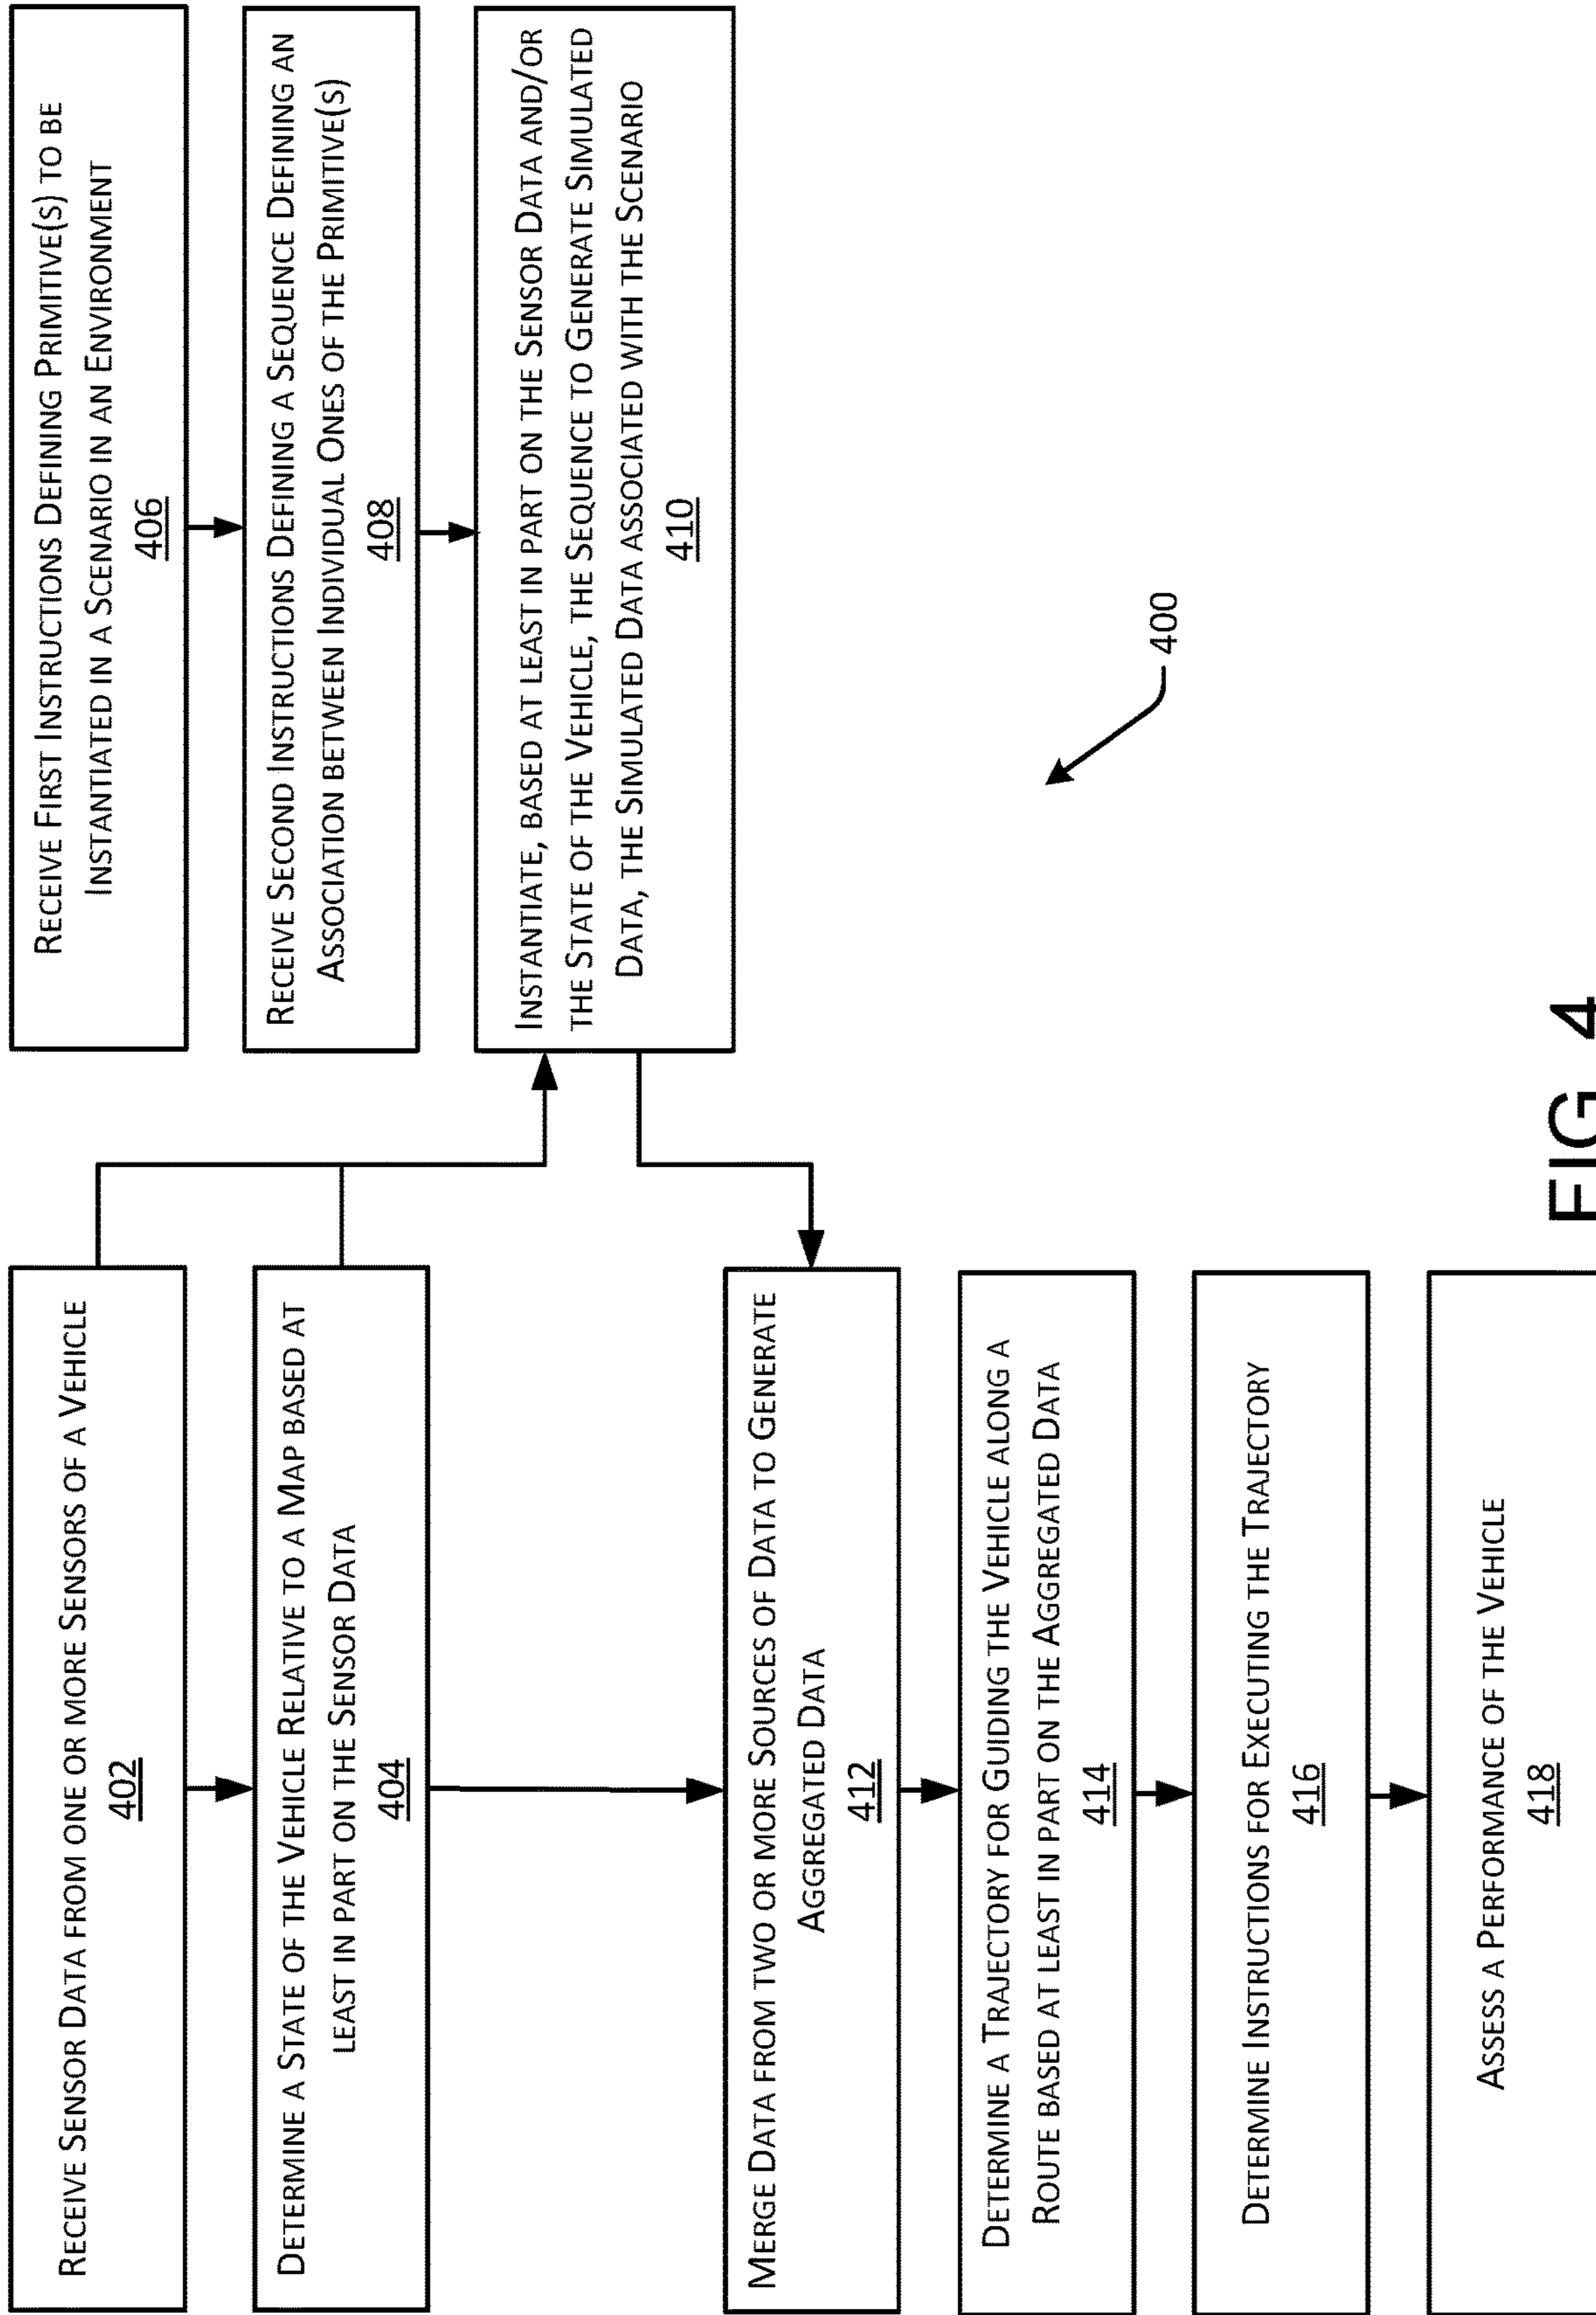 RECEIVE SENSOR DATA FROM ONE OR MORE SENSORS OF A VEHICLE
402
DETERMINE A STATE OF THE VEHICLE RELATIVE TO A MAP BASED AT
LEAST IN PART ON THE SENSOR DATA
404
RECEIVE FIRST INSTRUCTIONS DEFINING PRIMITIVE(S) TO BE
INSTANTIATED IN A SCENARIO IN AN ENVIRONMENT
406
RECEIVE SECOND INSTRUCTIONS DEFINING A SEQUENCE DEFINING AN
ASSOCIATION BETWEEN INDIVIDUAL ONES OF THE PRIMITIVE(S)
408
INSTANTIATE, BASED AT LEAST IN PART ON THE SENSOR DATA AND/OR
THE STATE OF THE VEHICLE, THE SEQUENCE TO GENERATE SIMULATED
DATA, THE SIMULATED DATA ASSOCIATED WITH THE SCENARIO
410
MERGE DATA FROM TWO OR MORE SOURCES OF DATA TO GENERATE
AGGREGATED DATA
412
DETERMINE A TRAJECTORY FOR GUIDING THE VEHICLE ALONG A
ROUTE BASED AT LEAST IN PART ON THE AGGREGATED DATA
414
DETERMINE INSTRUCTIONS FOR EXECUTING THE TRAJECTORY
416
ASSESS A PERFORMANCE OF THE VEHICLE
418
400
FIG. 4